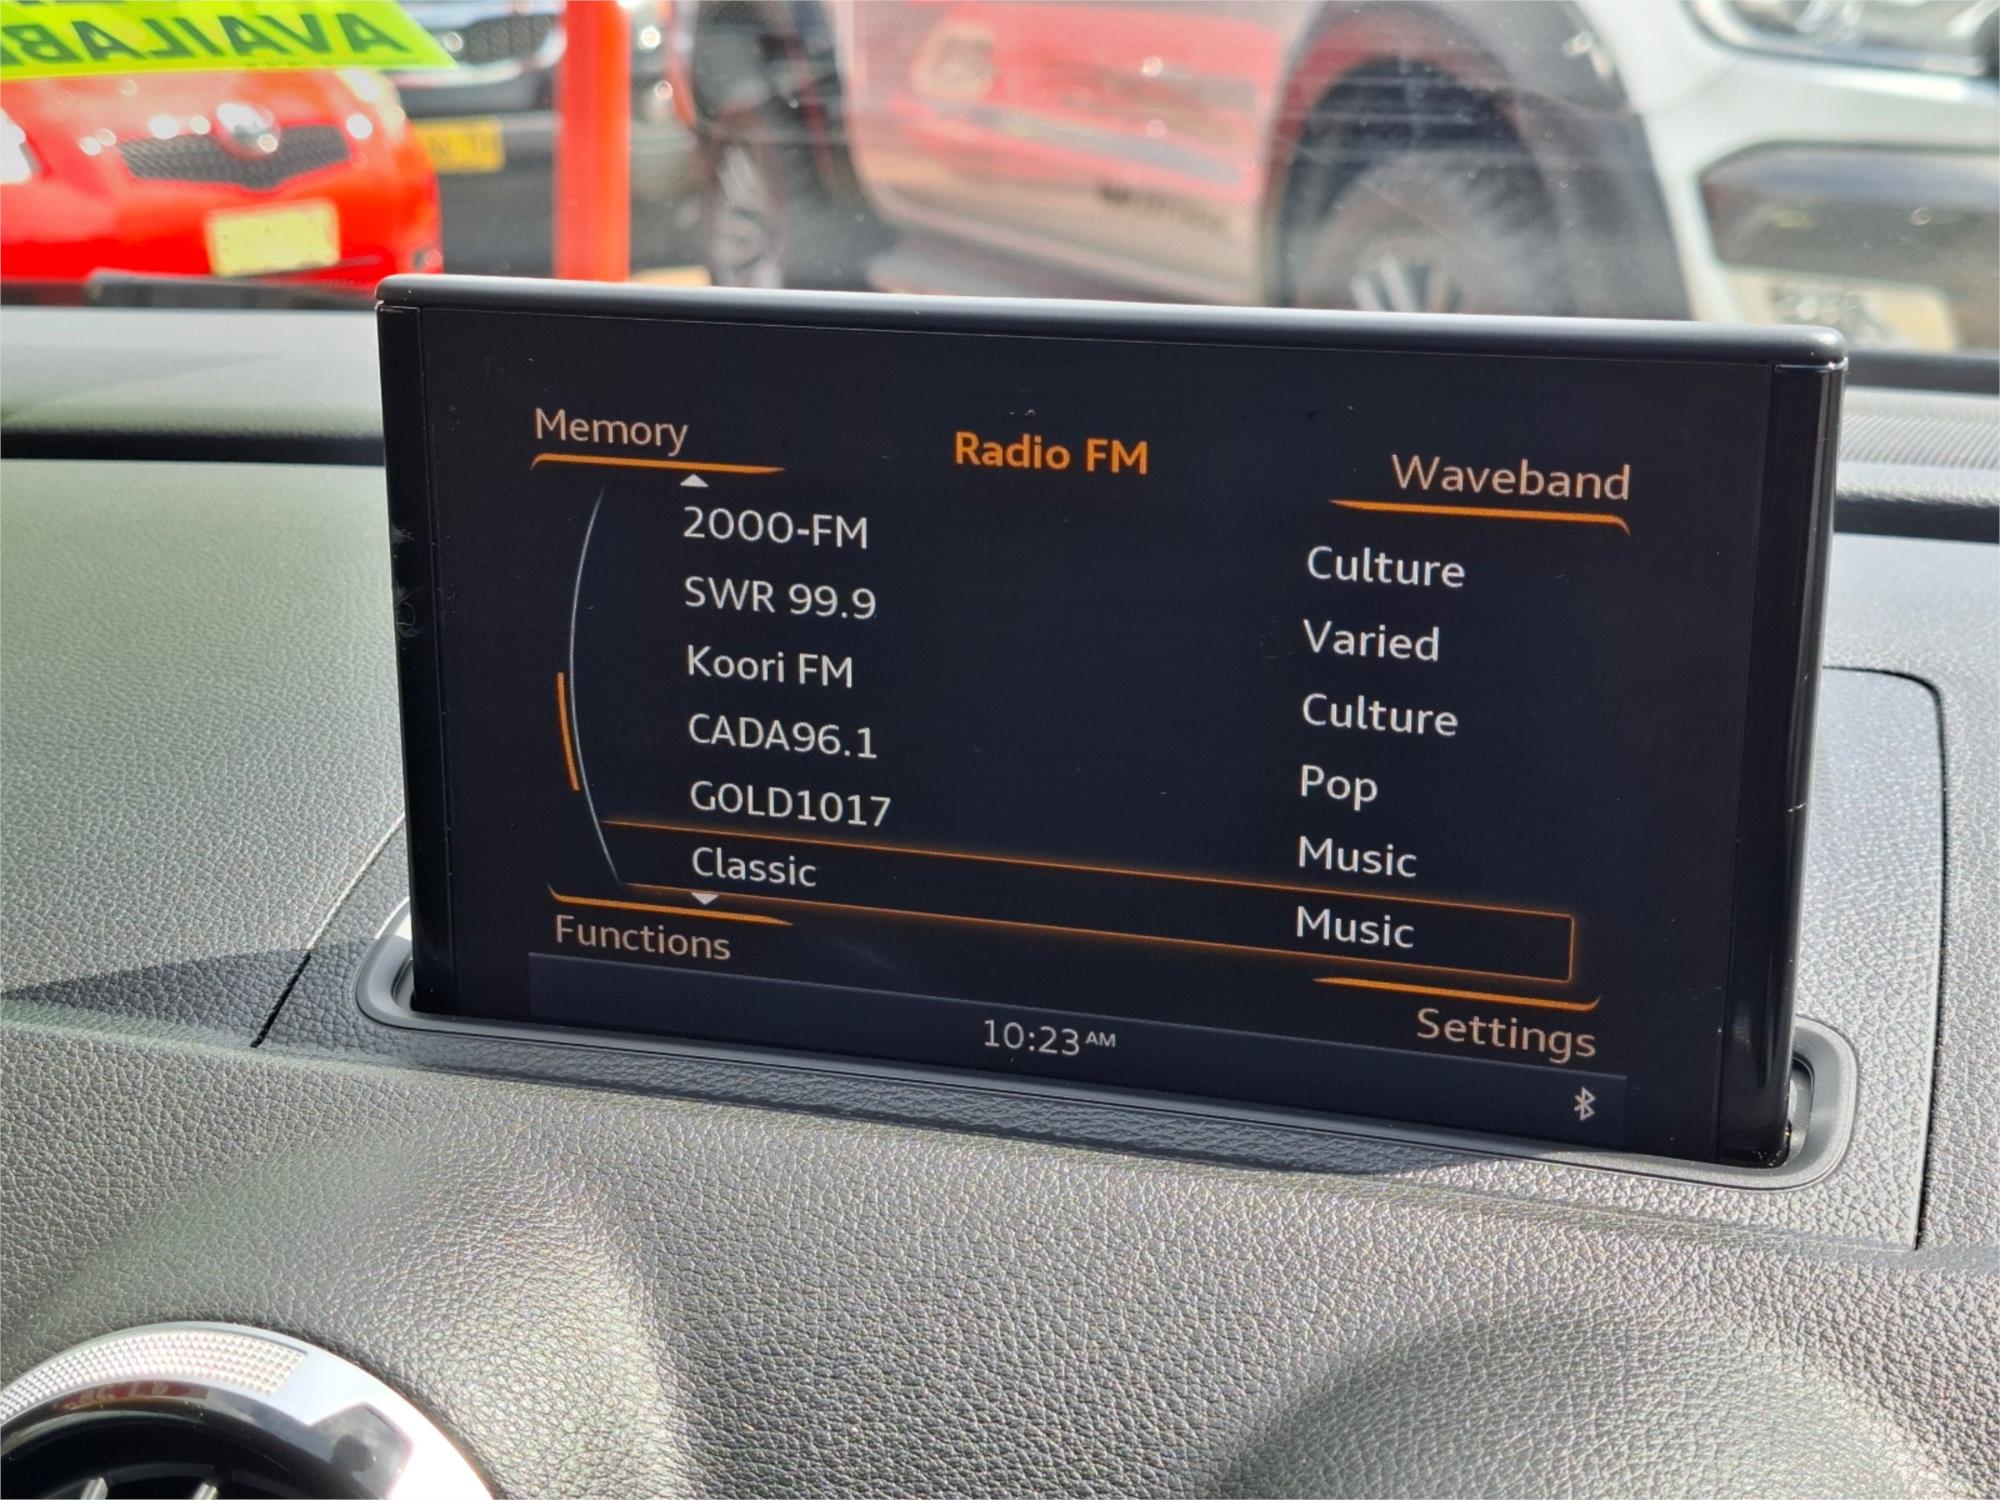 AVAILAB
Memory
Radio FM
Waveband
2000-FM Culture
SWR 99.9 Varied
Koori FM Culture
CADA96.1 Pop
GOLD1017 Music
Classic Music
Functions
Settings
10:23 AM